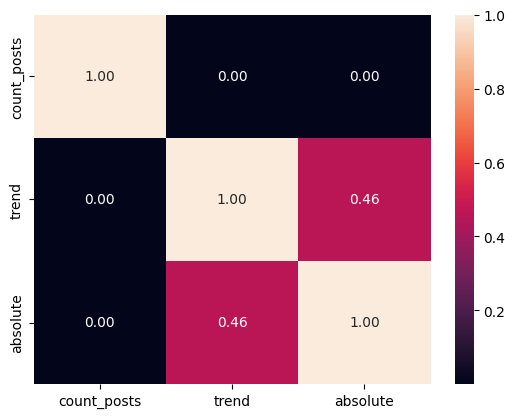 count_posts
1.00 0.00 0.00
trend
0.00 1.00 0.46
absolute
0.00 0.46 1.00
count_posts trend absolute
1.0
0.8
0.6
0.4
0.2